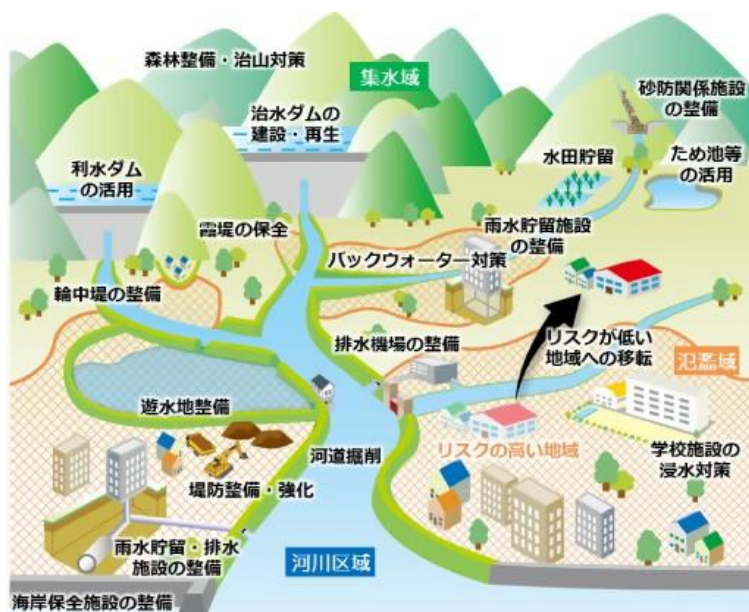 森林整備・治山対策
集水域
砂防関係施設
の整備
治水ダムの
建設・再生
利水ダム
の活用
水田貯留
ため池等
の活用
霞堤の保全
雨水貯留施設
の整備
バックウォーター対策
輪中堤の整備
排水機場の整備
リスクが低い
地域への移転
氾濫域
遊水地整備
河道掘削
リスクの高い地域
学校施設の
浸水対策
堤防整備・強化
雨水貯留・排水
施設の整備
河川区域
海岸保全施設の整備